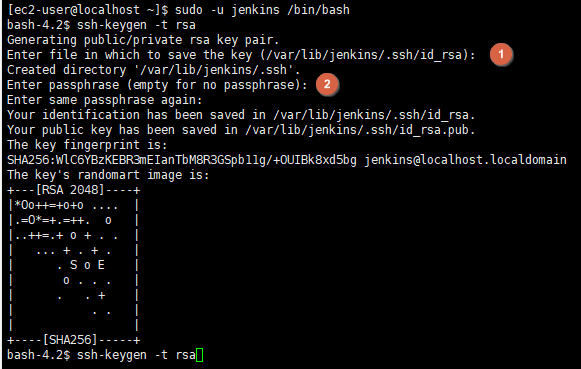 [ec2-user@localhost ~]$ sudo -u jenkins /bin/bash
bash-4.2$ ssh-keygen -t rsa
Generating public/private rsa key pair.
Enter file in which to save the key (/var/lib/jenkins/.ssh/id_rsa): 1
Created directory '/var/lib/jenkins/.ssh'.
Enter passphrase (empty for no passphrase): 2
Enter same passphrase again:
Your identification has been saved in /var/lib/jenkins/.ssh/id_rsa.
Your public key has been saved in /var/lib/jenkins/.ssh/id_rsa.pub.
The key fingerprint is:
SHA256:WlC6YBzKEBR3mEIanTbM8R3GSpb11g/+OUIBk8xd5bg jenkins@localhost.localdomain
The key's randomart image is:
+---[RSA 2048]----+
|*Oo++=+o+o ....  |
|.=O*=+.=++.  o   |
|..++=.+ o + . .  |
|   ... + . + .   |
|      . S o E    |
|       o . . .   |
|      .   . +    |
|           . .   |
|                 |
+----[SHA256]-----+
bash-4.2$ ssh-keygen -t rsa